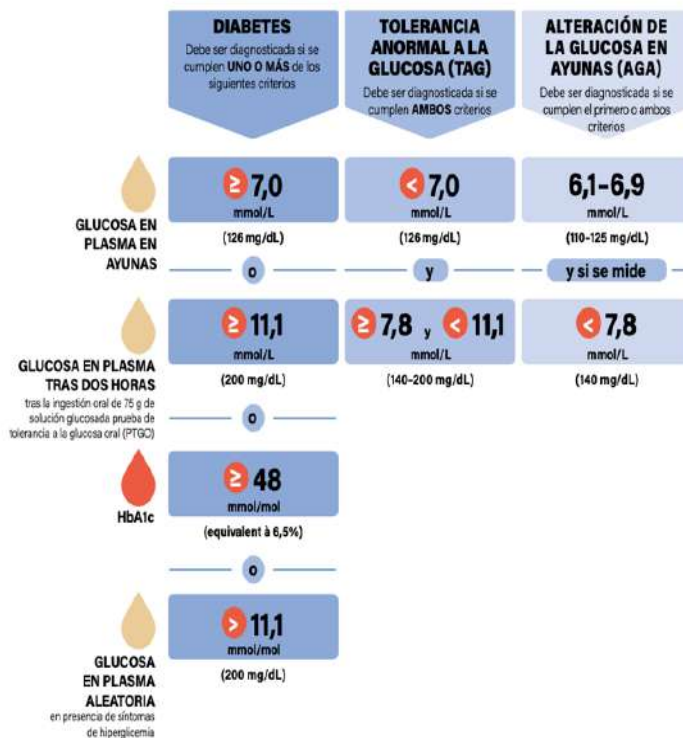 DIABETES
Debe ser diagnosticada si se
cumplen UNO O MÁS de los
siguientes criterios
TOLERANCIA
ANORMAL A LA
GLUCOSA (TAG)
Debe ser diagnosticada si se
cumplen AMBOS criterios
ALTERACIÓN DE
LA GLUCOSA EN
AYUNAS (AGA)
Debe ser diagnosticada si se
cumplen el primero o ambos
criterios
GLUCOSA EN
PLASMA EN
AYUNAS
≥ 7,0
mmol/L
(126 mg/dL)
< 7,0
mmol/L
(126 mg/dL)
6,1-6,9
mmol/L
(110-125 mg/dL)
o
y
y si se mide
GLUCOSA EN PLASMA
TRAS DOS HORAS
tras la ingestión oral de 75 g de
solución glucosada prueba de
tolerancia a la glucosa oral (PTGO)
≥ 11,1
mmol/L
(200 mg/dL)
≥ 7,8 y < 11,1
mmol/L
(140-200 mg/dL)
< 7,8
mmol/L
(140 mg/dL)
o
HbA1c
≥ 48
mmol/mol
(equivalent à 6,5%)
o
GLUCOSA
EN PLASMA
ALEATORIA
en presencia de síntomas
de hiperglicemia
> 11,1
mmol/mol
(200 mg/dL)